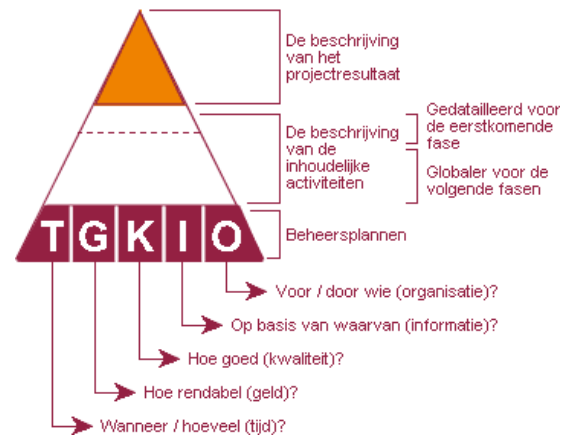 De beschrijving
van het
projectresultaat
De beschrijving
van de
inhoudelijke
activiteiten
Gedatailleerd voor
de eerstkomende
fase
Globaler voor de
volgende fasen
T G K I O
Beheersplannen
Voor / door wie (organisatie)?
Op basis van waarvan (informatie)?
Hoe goed (kwaliteit)?
Hoe rendabel (geld)?
Wanneer / hoeveel (tijd)?